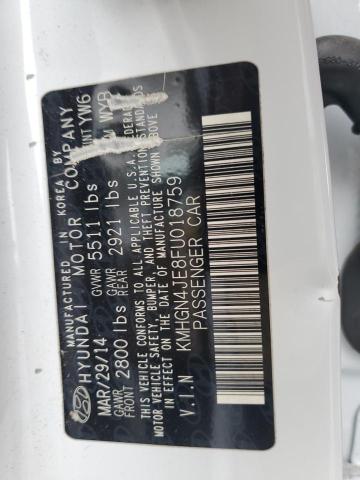 MANUFACTURED IN KOREA BY
HYUNDAI MOTOR COMPANY
MAR/29/14 GVWR 5511 lbs
GAWR FRONT 2800 lbs GAWR REAR 2921 lbs
THIS VEHICLE CONFORMS TO ALL APPLICABLE U.S.A. FEDERAL
MOTOR VEHICLE SAFETY, BUMPER, AND THEFT PREVENTION STANDARDS
IN EFFECT ON THE DATE OF MANUFACTURE SHOWN ABOVE
V.I.N KMHGN4JE8FU018759
PASSENGER CAR
YW6
WYR